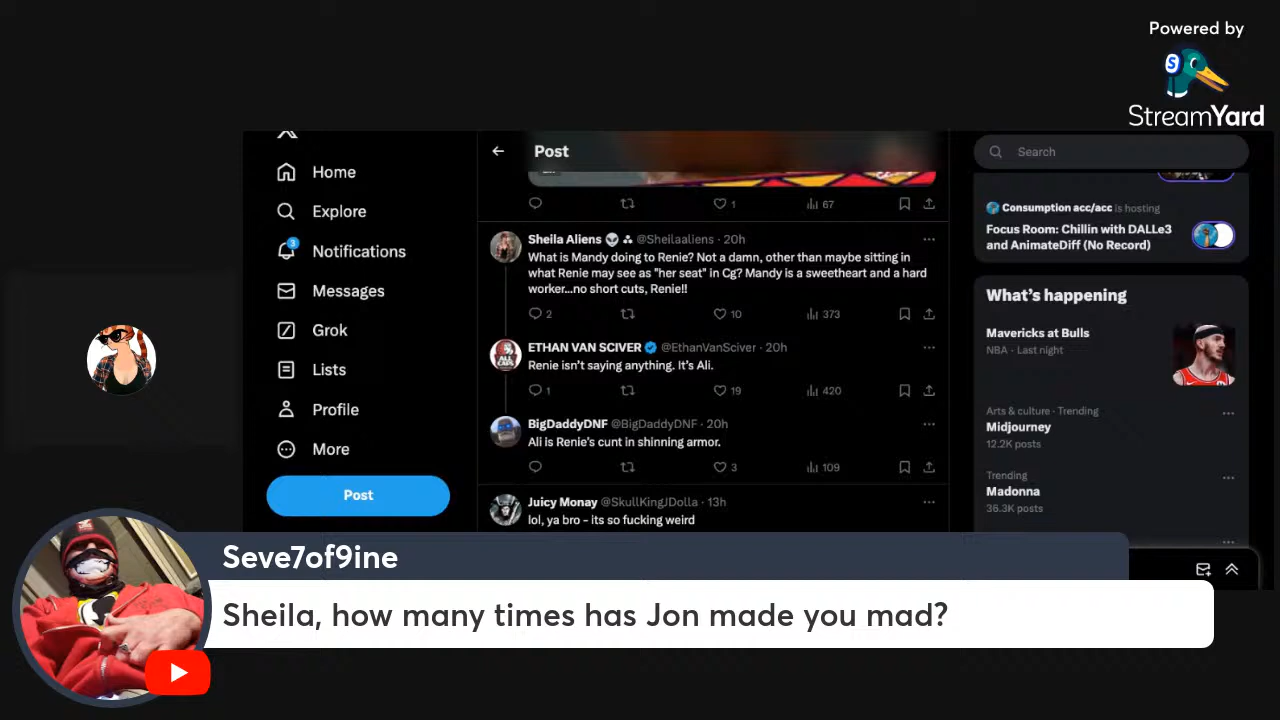 Powered by
StreamYard
Home
Explore
3
Notifications
Messages
Grok
Lists
Profile
More
Post
Post
1
67
Sheila Aliens @Sheilaaliens · 20h
What is Mandy doing to Renie? Not a damn, other than maybe sitting in
what Renie may see as "her seat" in Cg? Mandy is a sweetheart and a hard
worker...no short cuts, Renie!!
2
10
373
ETHAN VAN SCIVER @EthanVanSciver · 20h
Renie isn't saying anything. It's Ali.
1
19
420
BigDaddyDNF @BigDaddyDNF · 20h
Ali is Renie's cunt in shinning armor.
3
109
Juicy Monay @SkullKingJDolla · 13h
lol, ya bro - its so fucking weird
Search
Consumption acc/acc is hosting
Focus Room: Chillin with DALLe3
and AnimateDiff (No Record)
What's happening
Mavericks at Bulls
NBA · Last night
Arts & culture · Trending
Midjourney
12.2K posts
Trending
Madonna
36.3K posts
Seve7of9ine
Sheila, how many times has Jon made you mad?